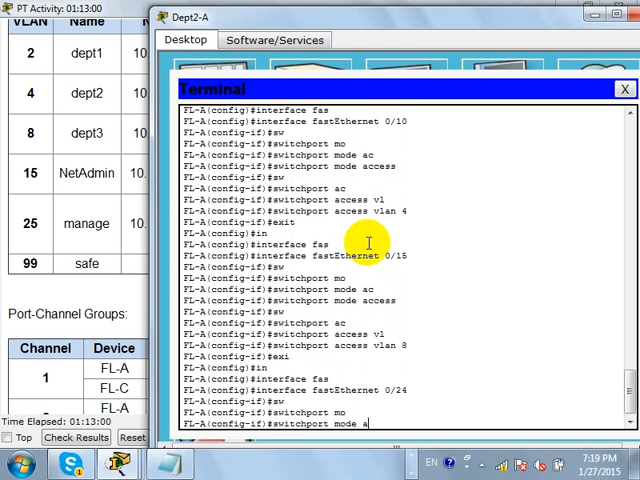 PT Activity: 01:13:00
VLAN Name
2 dept1 10.
4 dept2 10.
8 dept3 10.
15 NetAdmin 10.
25 manage 10.
99 safe
Port-Channel Groups:
Channel Device
1 FL-A
FL-C
FL-A
Time Elapsed: 01:13:00
Top Check Results Reset
Dept2-A
Desktop Software/Services
Terminal X
FL-A(config)#interface fas
FL-A(config)#interface fastEthernet 0/10
FL-A(config-if)#sw
FL-A(config-if)#switchport mo
FL-A(config-if)#switchport mode ac
FL-A(config-if)#switchport mode access
FL-A(config-if)#sw
FL-A(config-if)#switchport ac
FL-A(config-if)#switchport access vl
FL-A(config-if)#switchport access vlan 4
FL-A(config-if)#exit
FL-A(config)#in
FL-A(config)#interface fas
FL-A(config)#interface fastEthernet 0/15
FL-A(config-if)#sw
FL-A(config-if)#switchport mo
FL-A(config-if)#switchport mode ac
FL-A(config-if)#switchport mode access
FL-A(config-if)#sw
FL-A(config-if)#switchport ac
FL-A(config-if)#switchport access vl
FL-A(config-if)#switchport access vlan 8
FL-A(config-if)#exi
FL-A(config)#in
FL-A(config)#interface fas
FL-A(config)#interface fastEthernet 0/24
FL-A(config-if)#sw
FL-A(config-if)#switchport mo
FL-A(config-if)#switchport mode a
EN 7:19 PM
1/27/2015